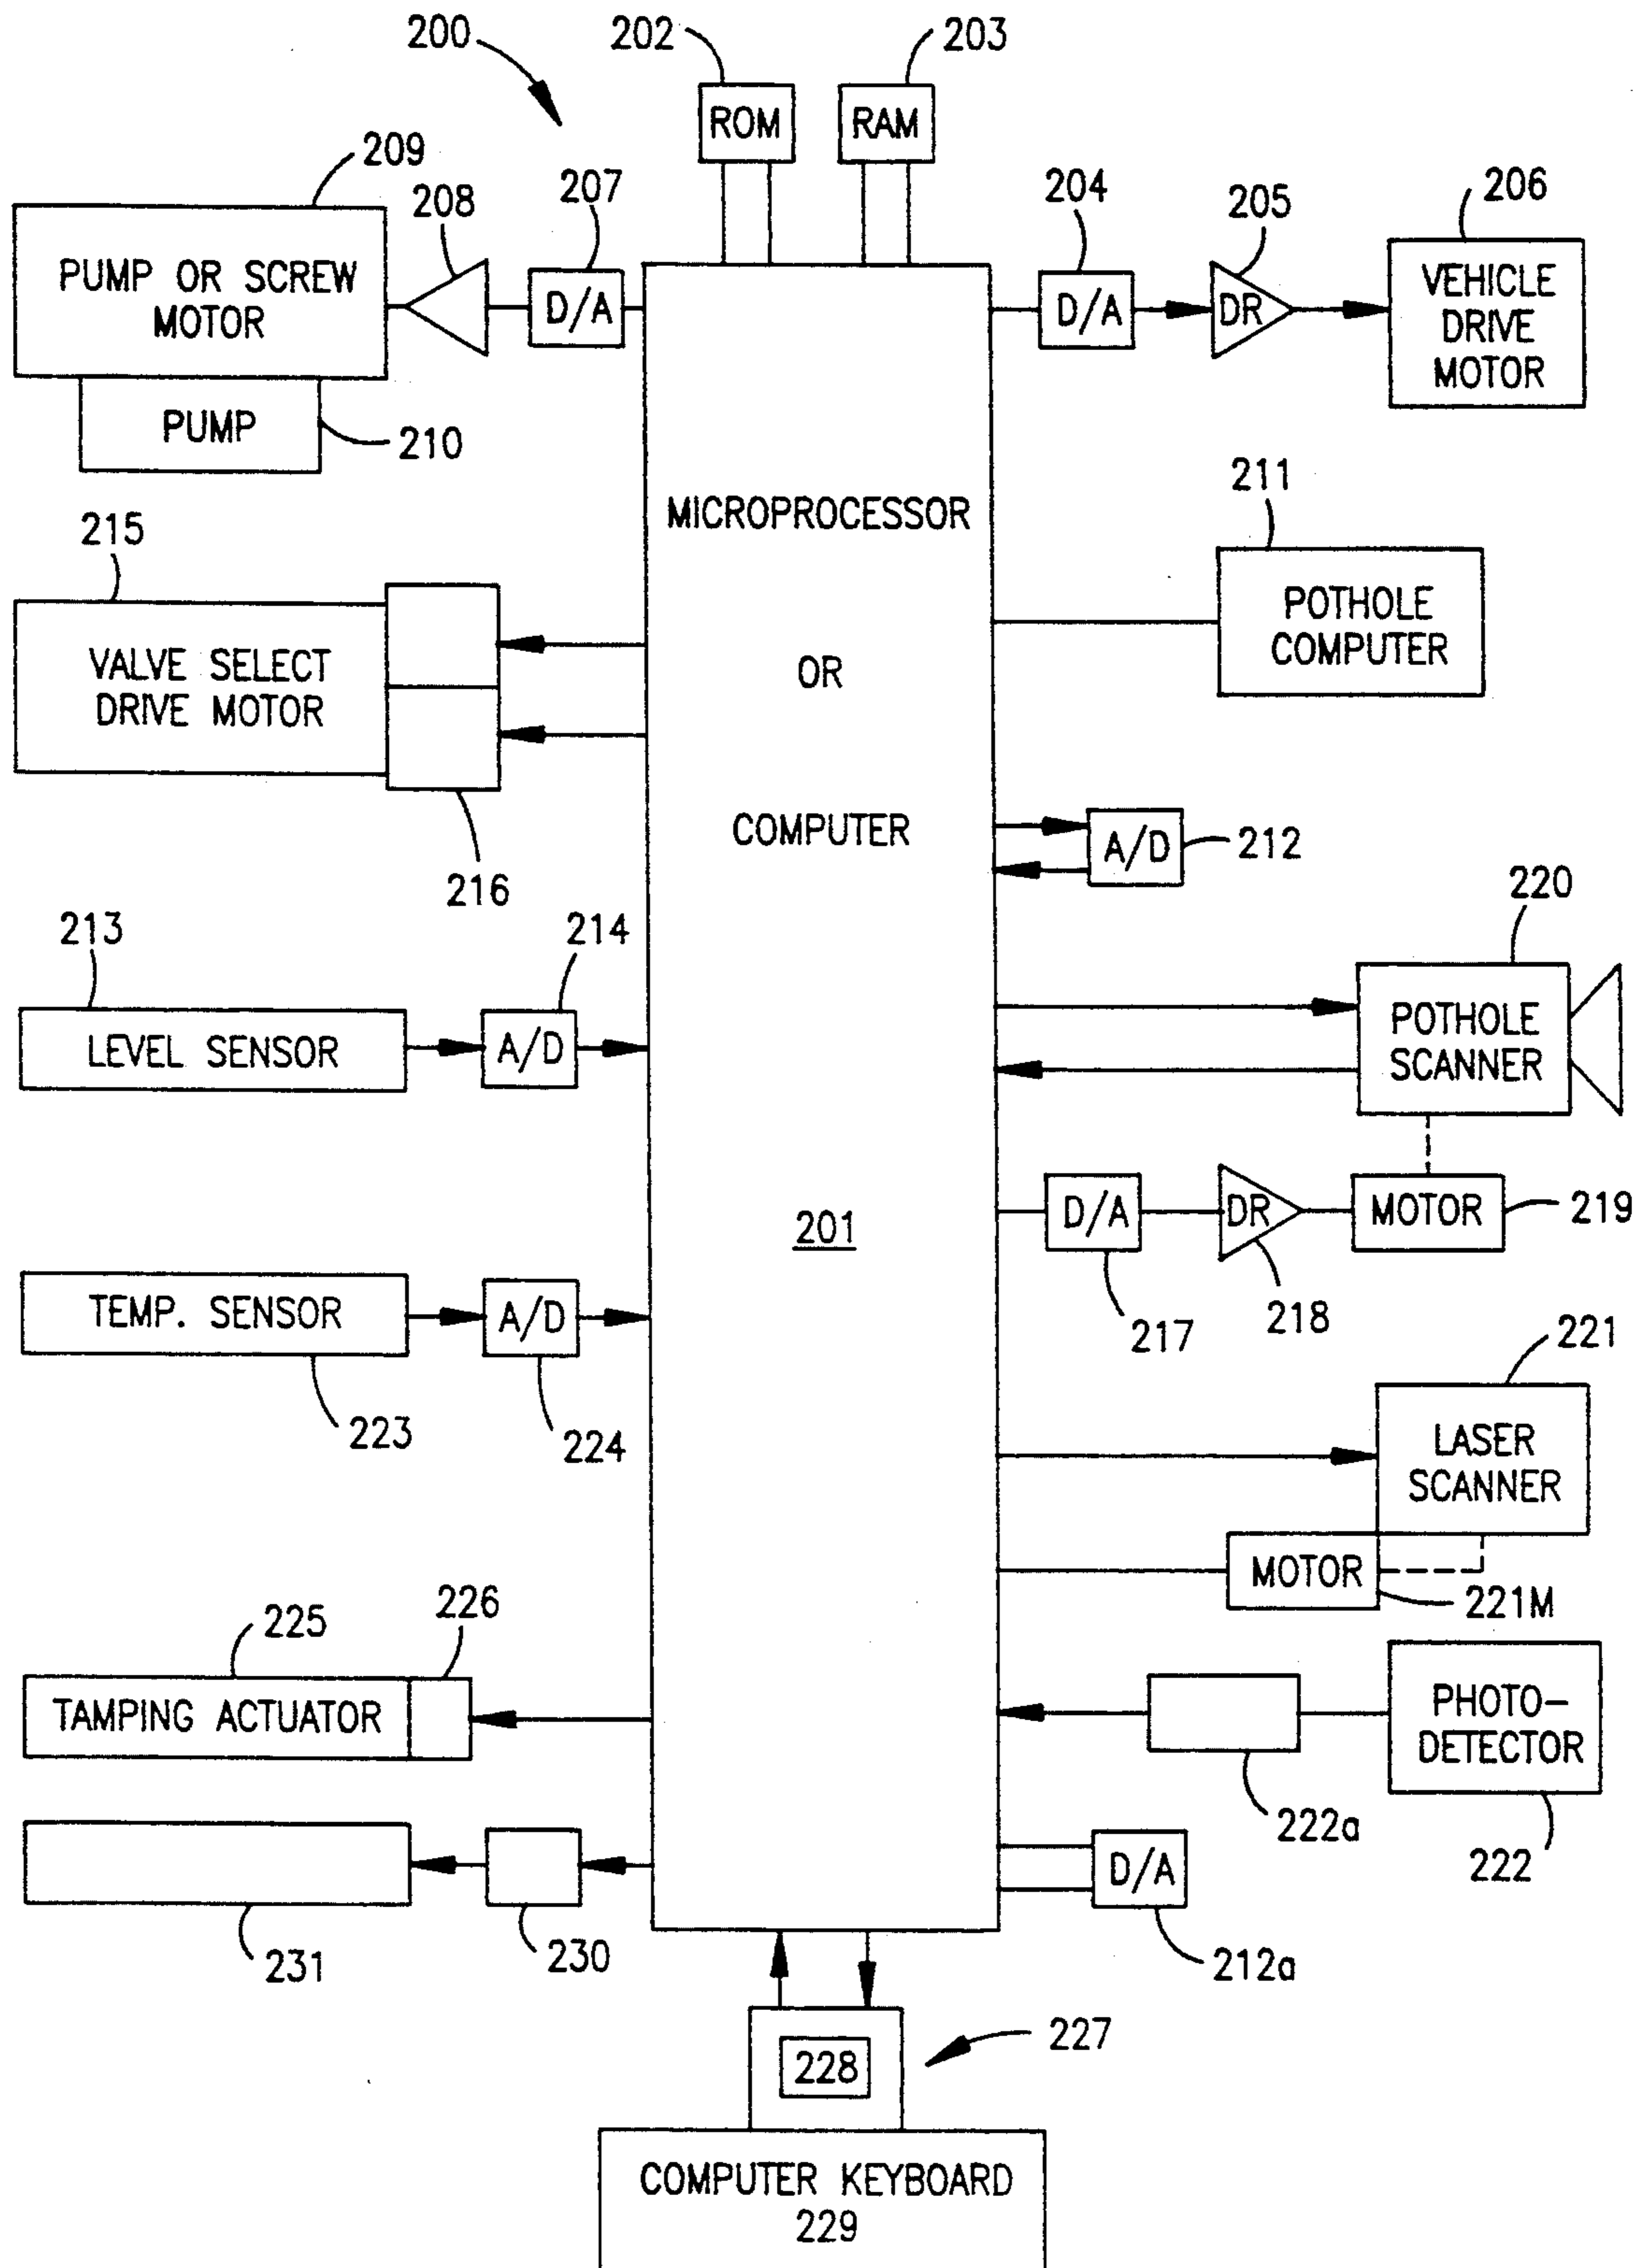 200
202
203
ROM
RAM
209
208
207
204
205
206
PUMP OR SCREW
MOTOR
D/A
D/A
DR
VEHICLE
DRIVE
MOTOR
PUMP
210
MICROPROCESSOR
OR
COMPUTER
201
211
POTHOLE
COMPUTER
215
VALVE SELECT
DRIVE MOTOR
216
A/D
212
213
214
LEVEL SENSOR
A/D
220
POTHOLE
SCANNER
D/A
DR
MOTOR
219
217
218
TEMP. SENSOR
A/D
223
224
221
LASER
SCANNER
MOTOR
221M
225
226
TAMPING ACTUATOR
PHOTO-
DETECTOR
222a
222
231
230
D/A
212a
227
228
COMPUTER KEYBOARD
229